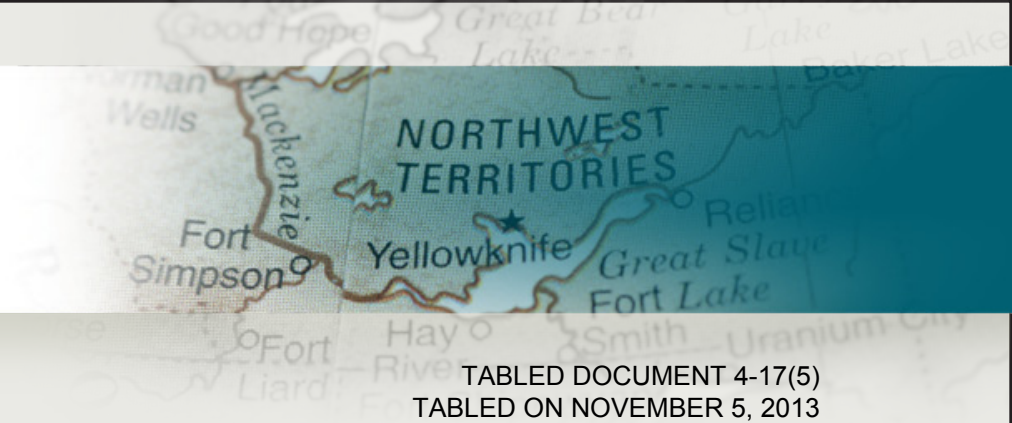 Good Hope
Great Bear
Lake
Lake
Baker Lake
Norman
Wells
Mackenzie
NORTHWEST
TERRITORIES
Reliance
Fort
Simpson
Yellowknife
Great Slave
Lake
Fort
Smith
Hay
River
Fort
Liard
Uranium City
TABLED DOCUMENT 4-17(5)
TABLED ON NOVEMBER 5, 2013